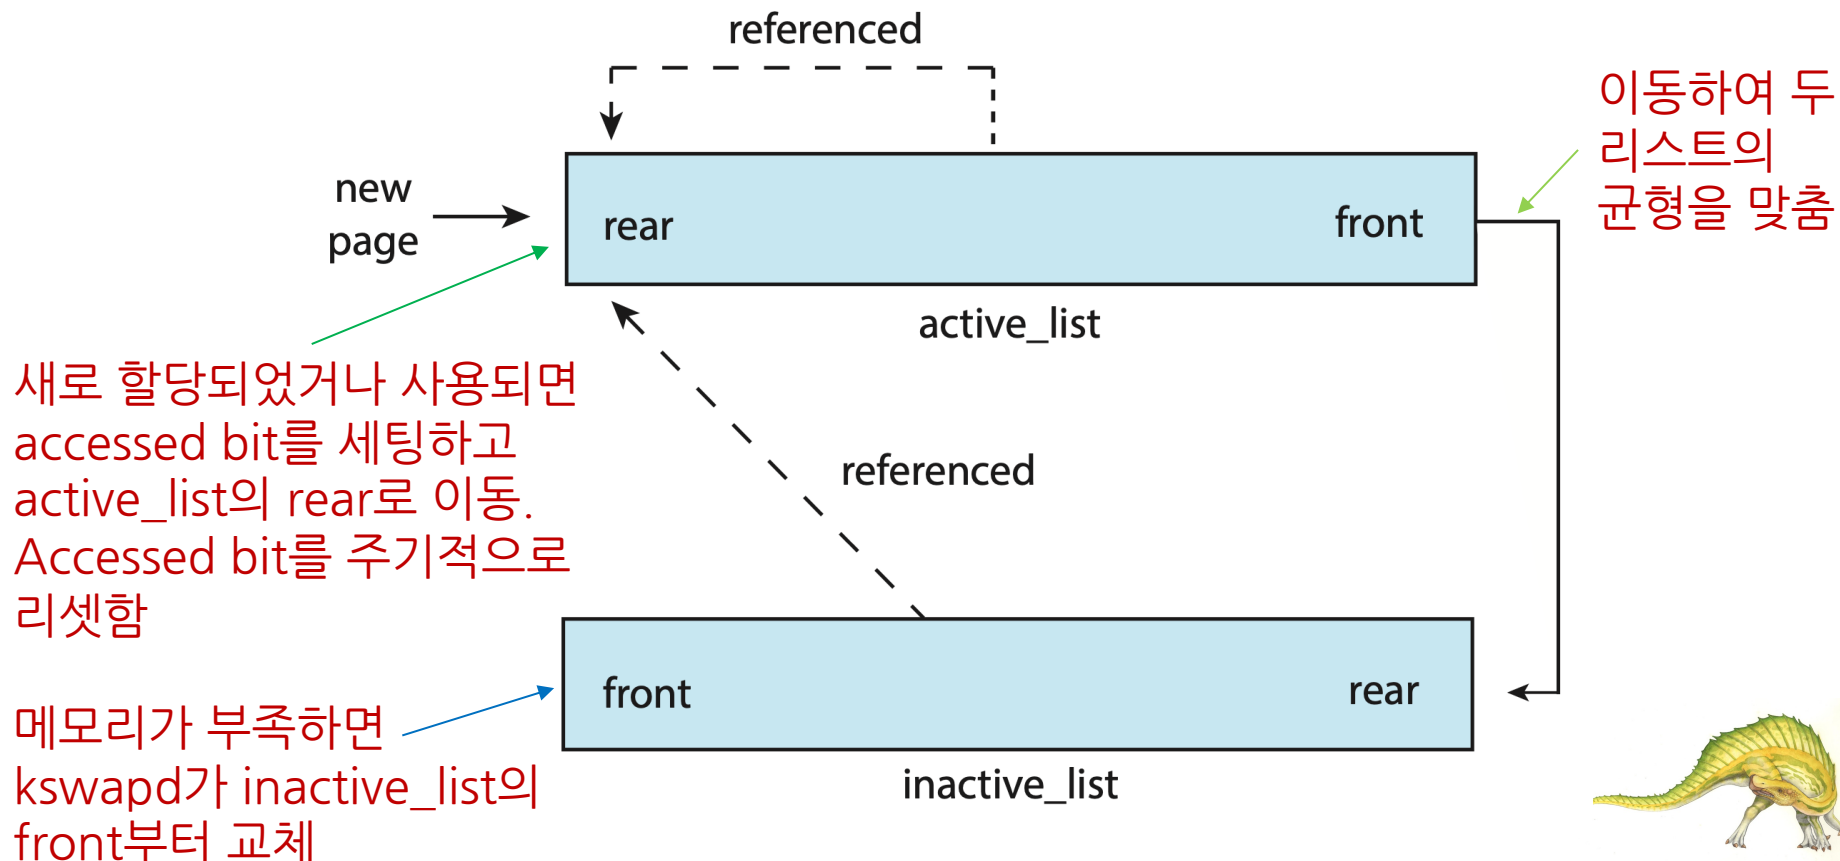 referenced
이동하여 두
리스트의
균형을 맞춤
new
page
rear
front
active_list
새로 할당되었거나 사용되면
accessed bit를 세팅하고
active_list의 rear로 이동.
Accessed bit를 주기적으로
리셋함
referenced
front
rear
inactive_list
메모리가 부족하면
kswapd가 inactive_list의
front부터 교체